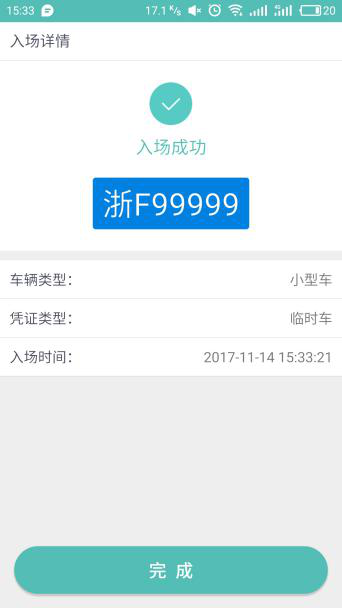 15:33 17.1 K/s 4G 20
入场详情
入场成功
浙F99999
车辆类型： 小型车
凭证类型： 临时车
入场时间： 2017-11-14 15:33:21
完 成